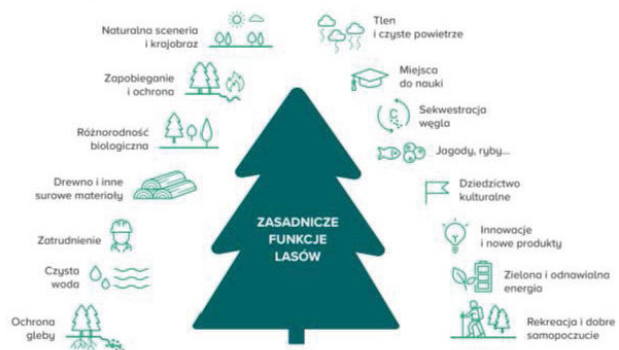 Naturalna sceneria
i krajobraz
Zapobieganie
i ochrona
Różnorodność
biologiczna
Drewno i inne
surowe materiały
Zatrudnienie
Czysta
woda
Ochrona
gleby
ZASADNICZE
FUNKCJE
LASÓW
Tlen
i czyste powietrze
Miejsca
do nauki
C
Sekwestracja
węgla
Jagody, ryby...
Dziedzictwo
kulturalne
Innowacje
i nowe produkty
Zielona i odnawialna
energia
Rekreacja i dobre
samopoczucie